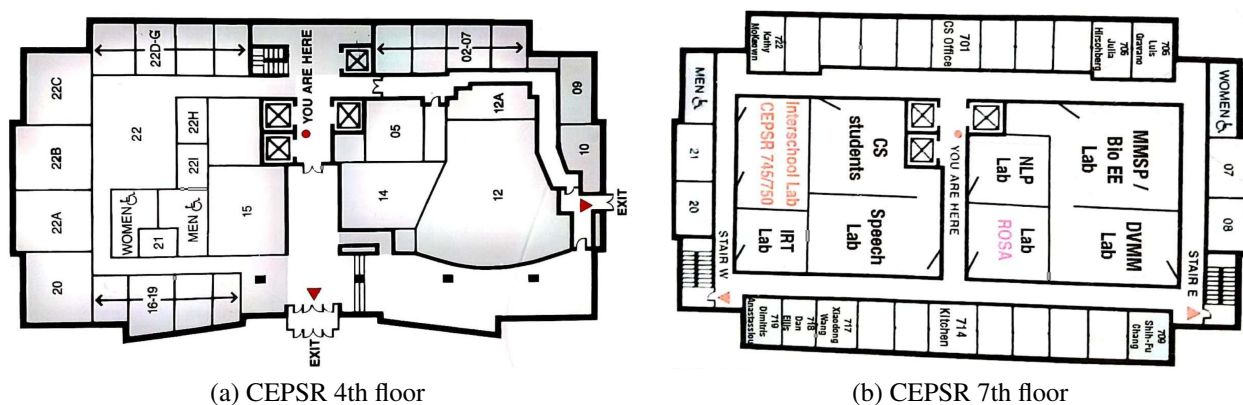 22D-G
02-07
22C
22B
22A
20
22
22H
22I
YOU ARE HERE
05
12A
09
10
12
14
15
WOMEN
MEN
21
16-19
EXIT
EXIT
(a) CEPSR 4th floor
722
Kathy
McKeown
701
CS Office
705
Julia
Hirschberg
706
Luis
Gravano
MEN
WOMEN
21
20
07
08
Interschool Lab
CEPSR 745/750
CS
students
IRT
Lab
Speech
Lab
YOU ARE HERE
NLP
Lab
ROSA
Lab
MMSP /
Bio EE
Lab
DVMM
Lab
STAIR W
STAIR E
719
Dimitris
Anastassiou
718
Dan
Ellis
717
Xiaodong
Wang
714
Kitchen
709
Shih-Fu
Chang
(b) CEPSR 7th floor